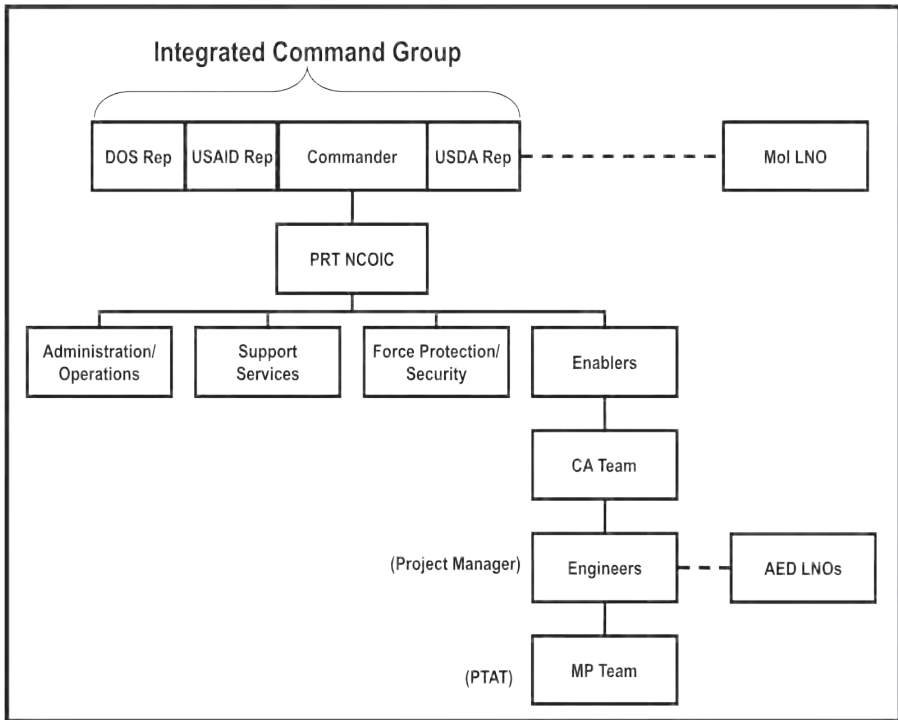 Integrated Command Group
DOS Rep
USAID Rep
Commander
USDA Rep
MoI LNO
PRT NCOIC
Administration/
Operations
Support
Services
Force Protection/
Security
Enablers
CA Team
(Project Manager)
Engineers
AED LNOs
(PTAT)
MP Team